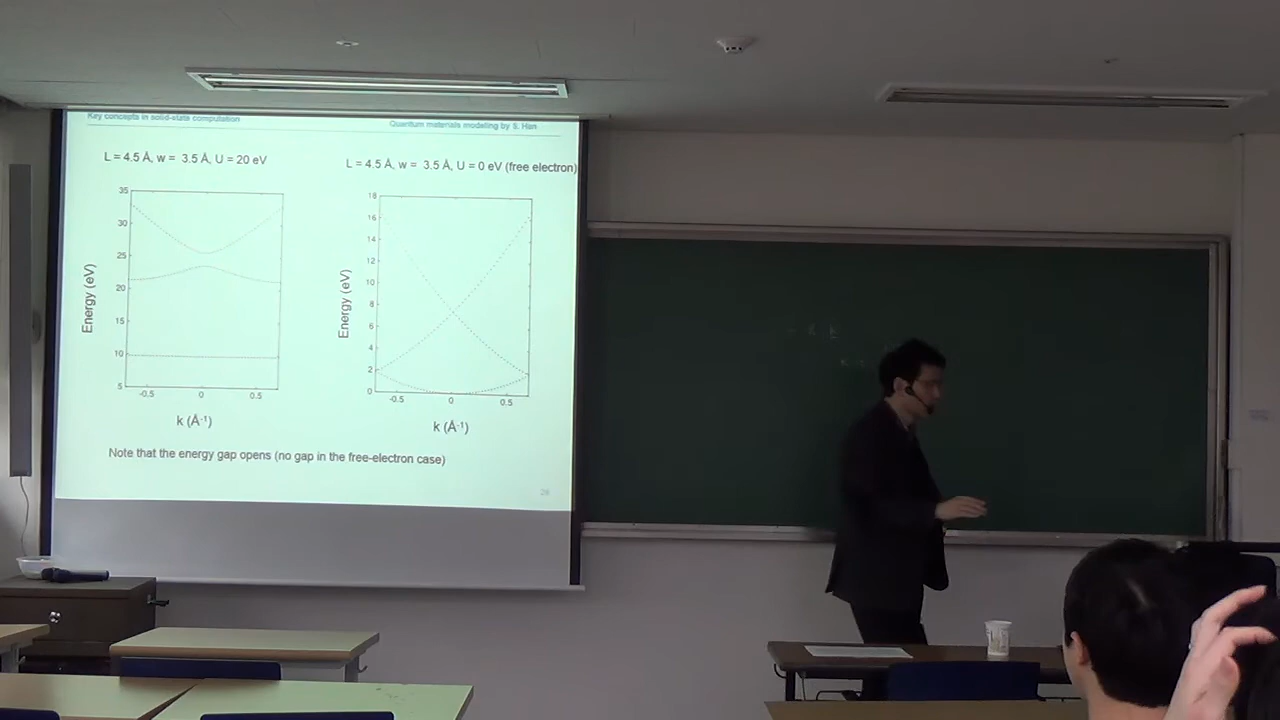 Key concepts in solid-state computation
Quantum materials modelling by S. Han
L = 4.5 Å, w = 3.5 Å, U = 20 eV
L = 4.5 Å, w = 3.5 Å, U = 0 eV (free electron)
35
30
25
20
15
10
5
Energy (eV)
-0.5
0
0.5
k (Å-1)
18
16
14
12
10
8
6
4
2
0
Energy (eV)
-0.5
0
0.5
k (Å-1)
Note that the energy gap opens (no gap in the free-electron case)
26